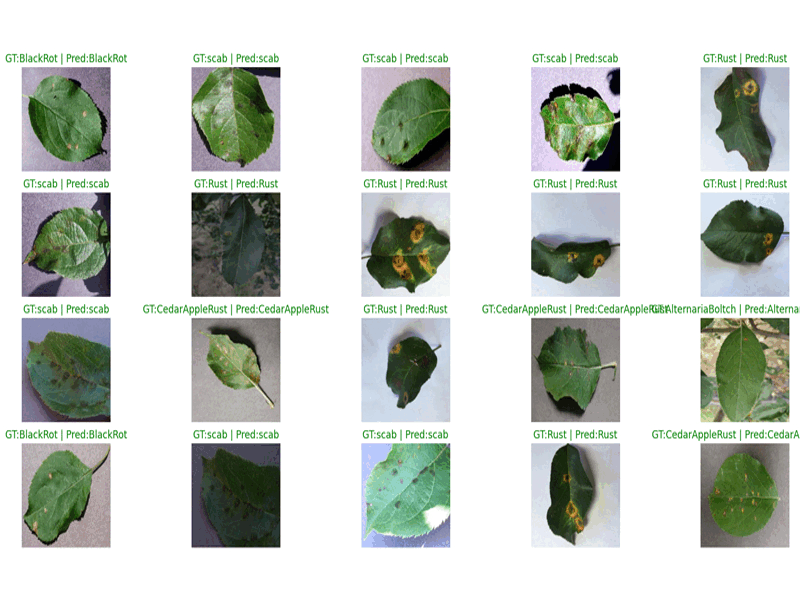 GT:BlackRot | Pred:BlackRot
GT:scab | Pred:scab
GT:scab | Pred:scab
GT:scab | Pred:scab
GT:Rust | Pred:Rust
GT:scab | Pred:scab
GT:Rust | Pred:Rust
GT:Rust | Pred:Rust
GT:Rust | Pred:Rust
GT:Rust | Pred:Rust
GT:scab | Pred:scab
GT:CedarAppleRust | Pred:CedarAppleRust
GT:Rust | Pred:Rust
GT:CedarAppleRust | Pred:CedarAppleRust
GT:AlternariaBoltch | Pred:Alterna
GT:BlackRot | Pred:BlackRot
GT:scab | Pred:scab
GT:scab | Pred:scab
GT:Rust | Pred:Rust
GT:CedarAppleRust | Pred:CedarA